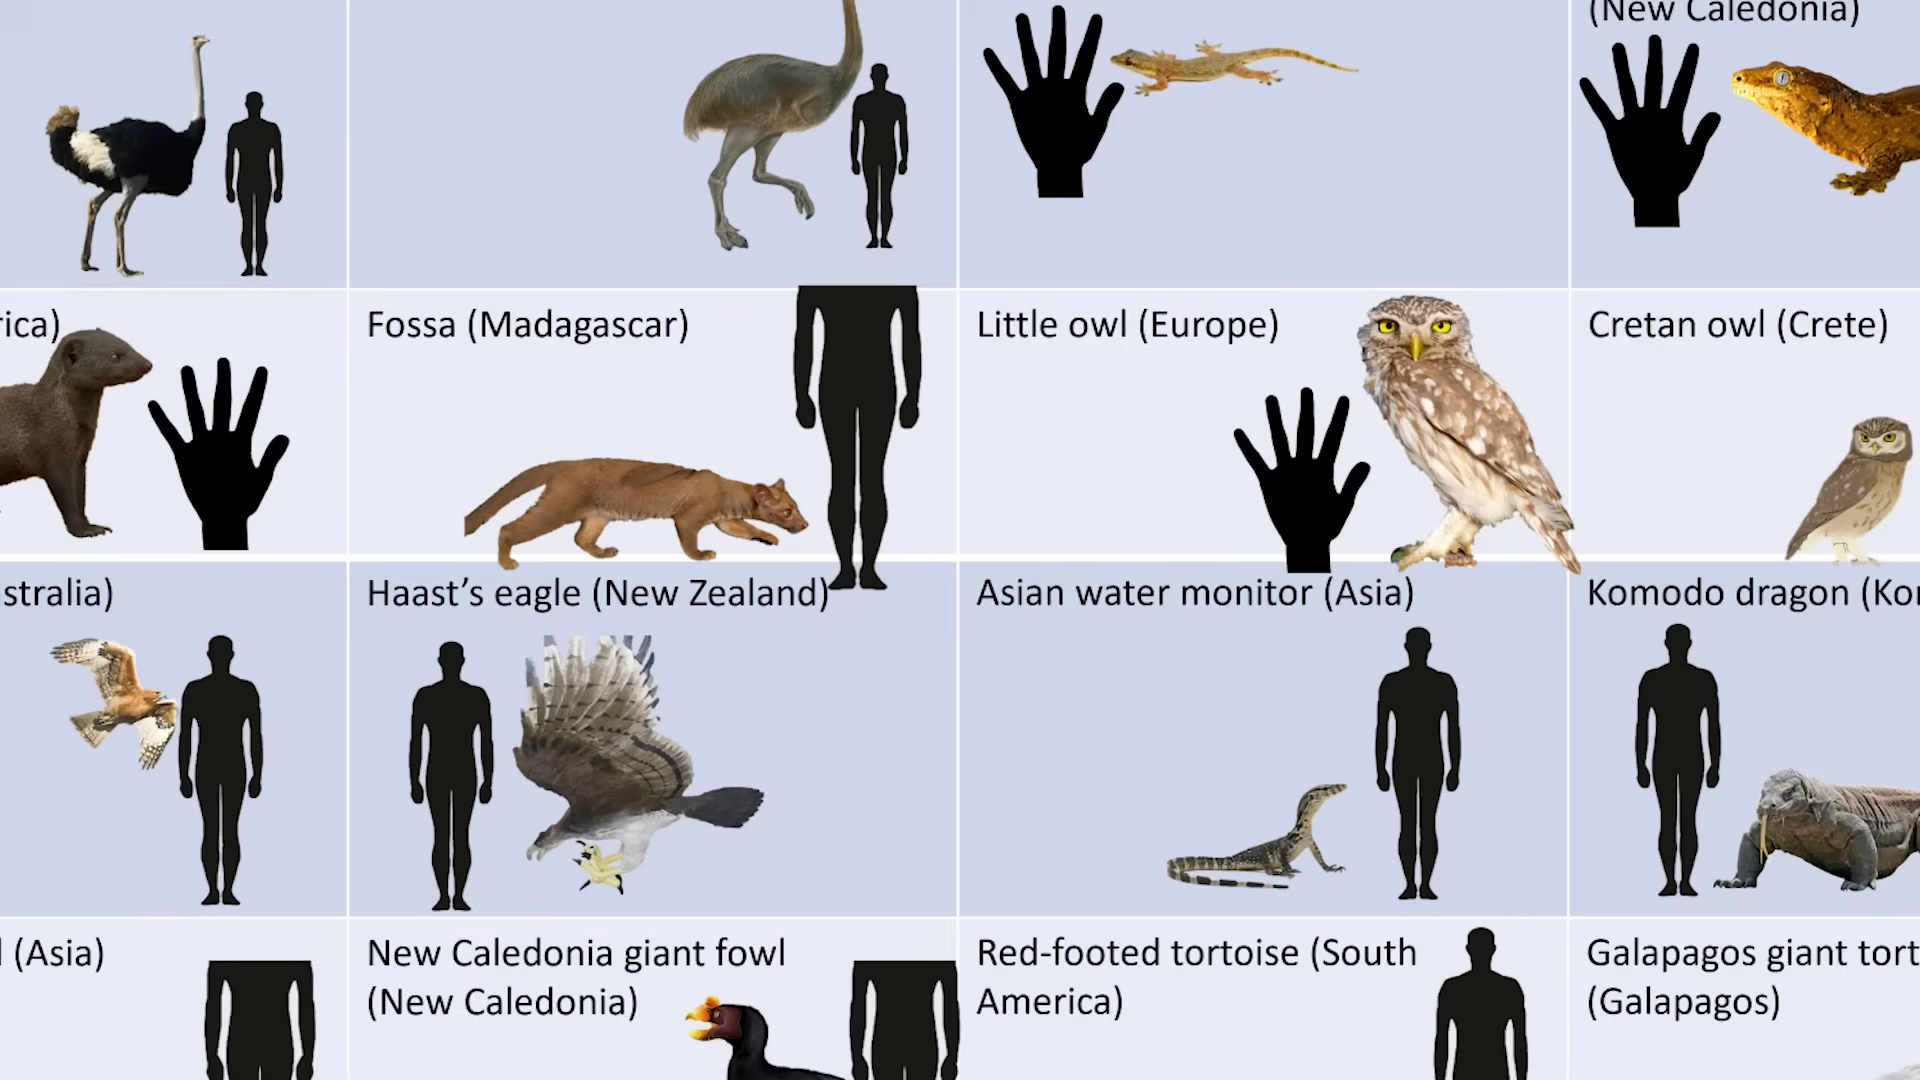 (New Caledonia)
rica)
Fossa (Madagascar)
Little owl (Europe)
Cretan owl (Crete)
stralia)
Haast’s eagle (New Zealand)
Asian water monitor (Asia)
Komodo dragon (Kor
(Asia)
New Caledonia giant fowl
(New Caledonia)
Red-footed tortoise (South
America)
Galapagos giant tort
(Galapagos)